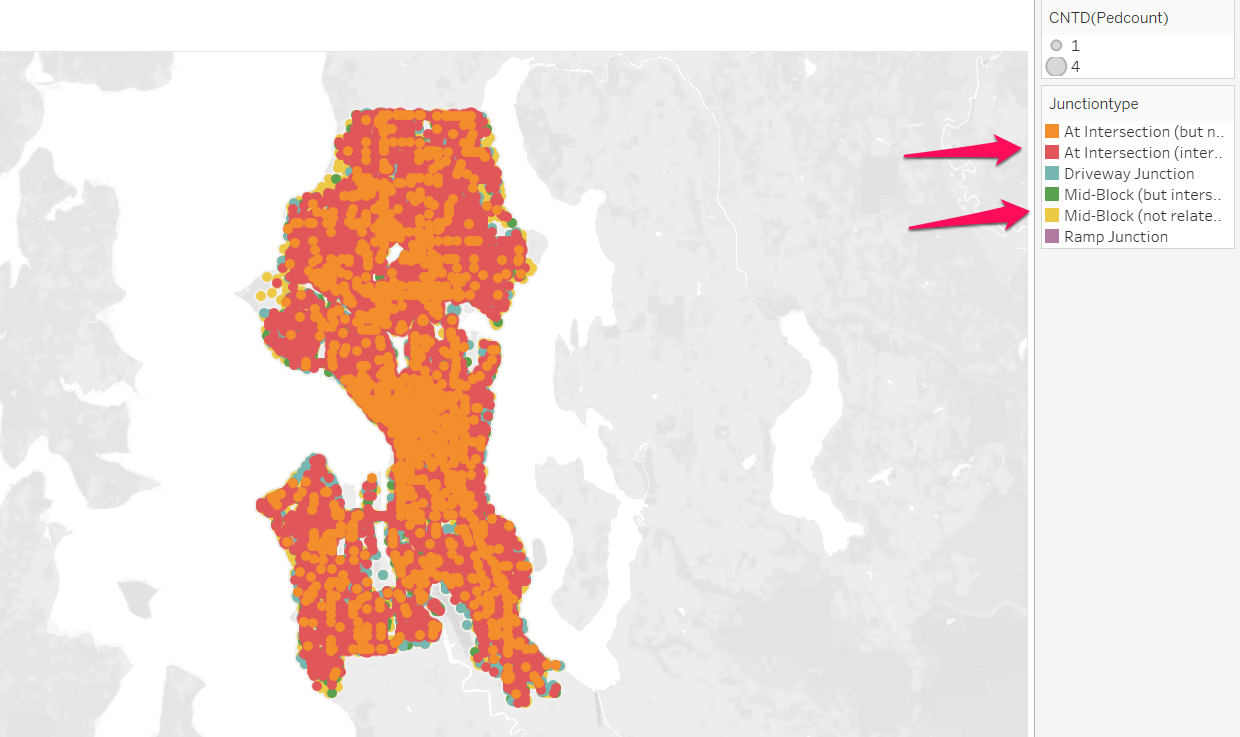 CNTD(Pedcount)
1
4
Junctiontype
At Intersection (but n..
At Intersection (inter..
Driveway Junction
Mid-Block (but inters..
Mid-Block (not relate..
Ramp Junction